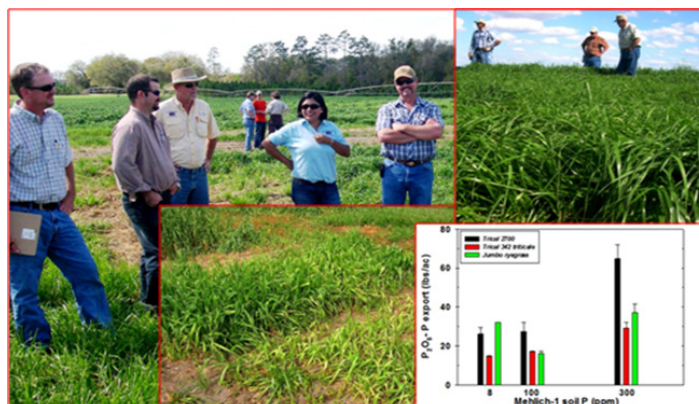 80
60
40
20
0
P₂O₅- P export (lbs/ac)
Trical 2700
Trical 342 triticale
Jumbo ryegrass
8 100 300
Mehlich-1 soil P (ppm)